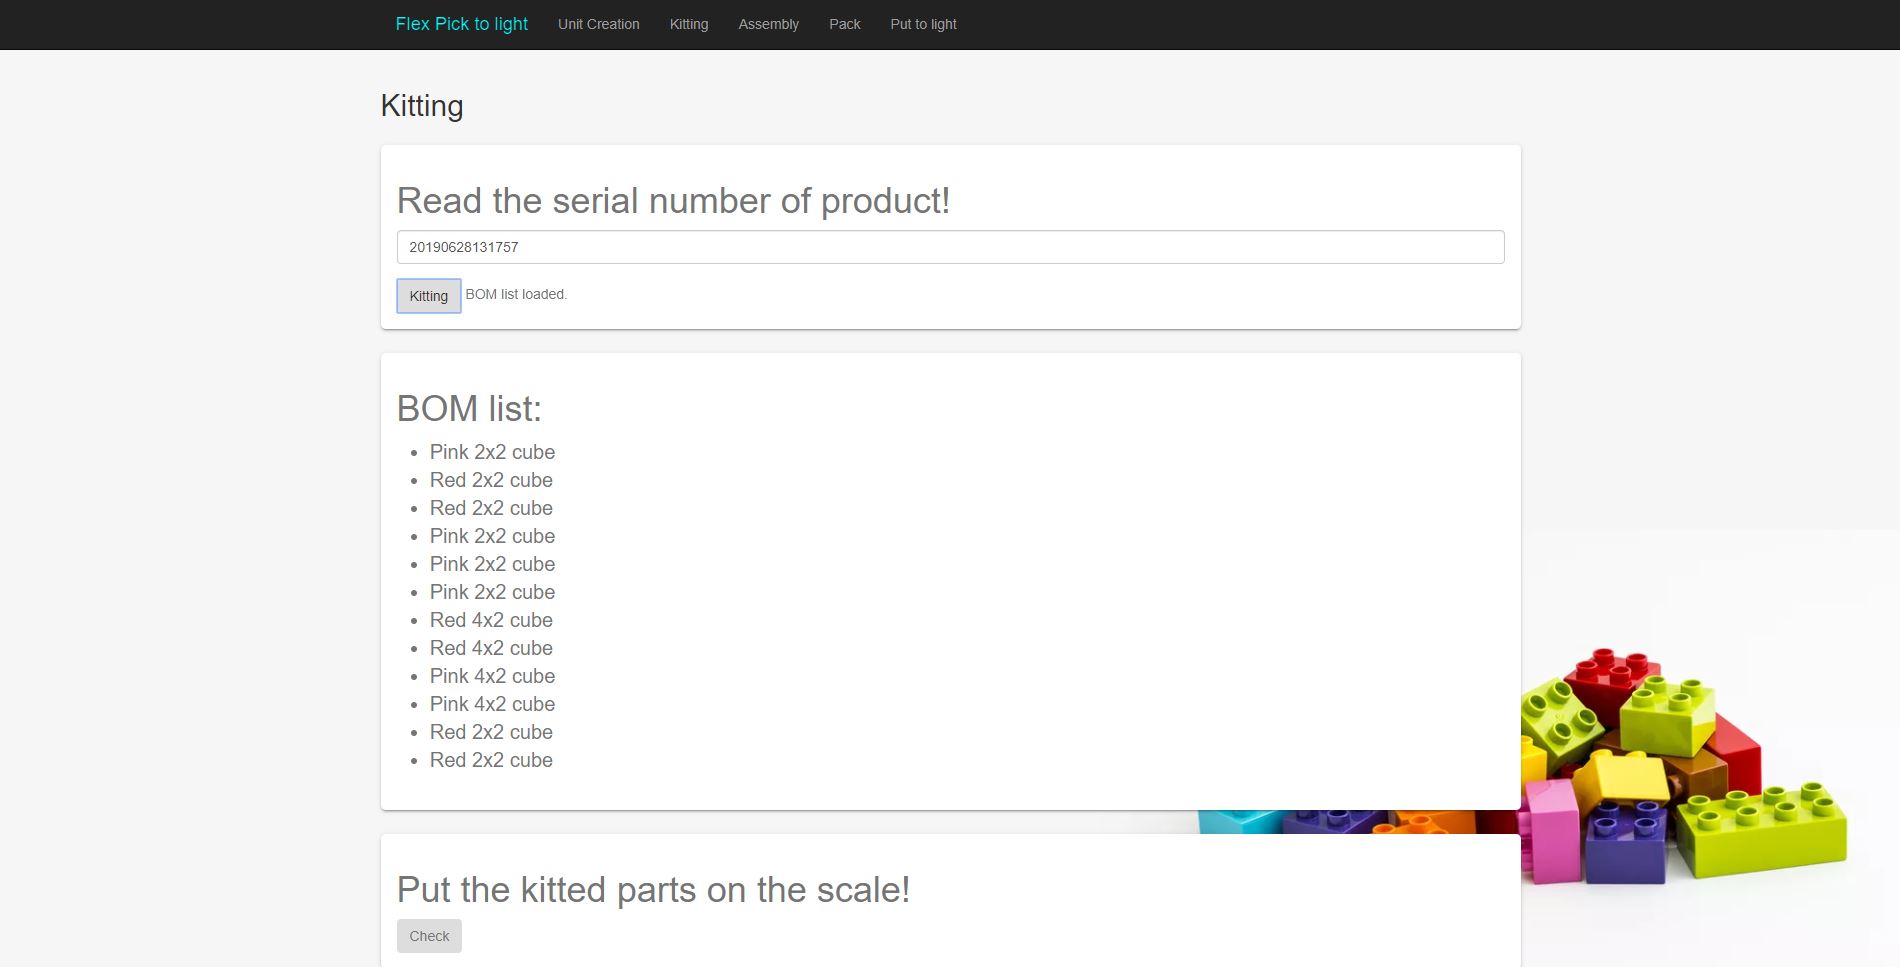 Flex Pick to light Unit Creation Kitting Assembly Pack Put to light
Kitting
Read the serial number of product!
20190628131757
Kitting BOM list loaded.
BOM list:
Pink 2x2 cube
Red 2x2 cube
Red 2x2 cube
Pink 2x2 cube
Pink 2x2 cube
Pink 2x2 cube
Red 4x2 cube
Red 4x2 cube
Pink 4x2 cube
Pink 4x2 cube
Red 2x2 cube
Red 2x2 cube
Put the kitted parts on the scale!
Check